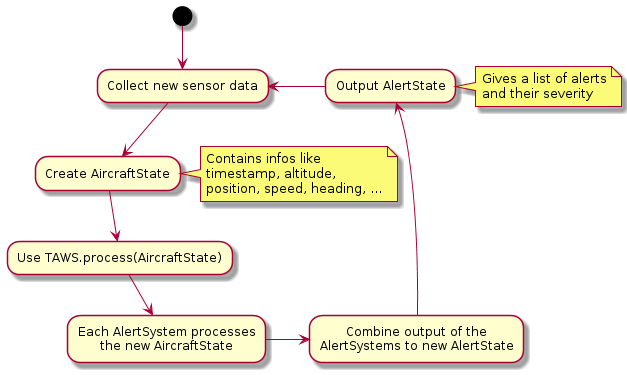 Collect new sensor data
Output AlertState
Gives a list of alerts
and their severity
Create AircraftState
Contains infos like
timestamp, altitude,
position, speed, heading, ...
Use TAWS.process(AircraftState)
Each AlertSystem processes
the new AircraftState
Combine output of the
AlertSystems to new AlertState